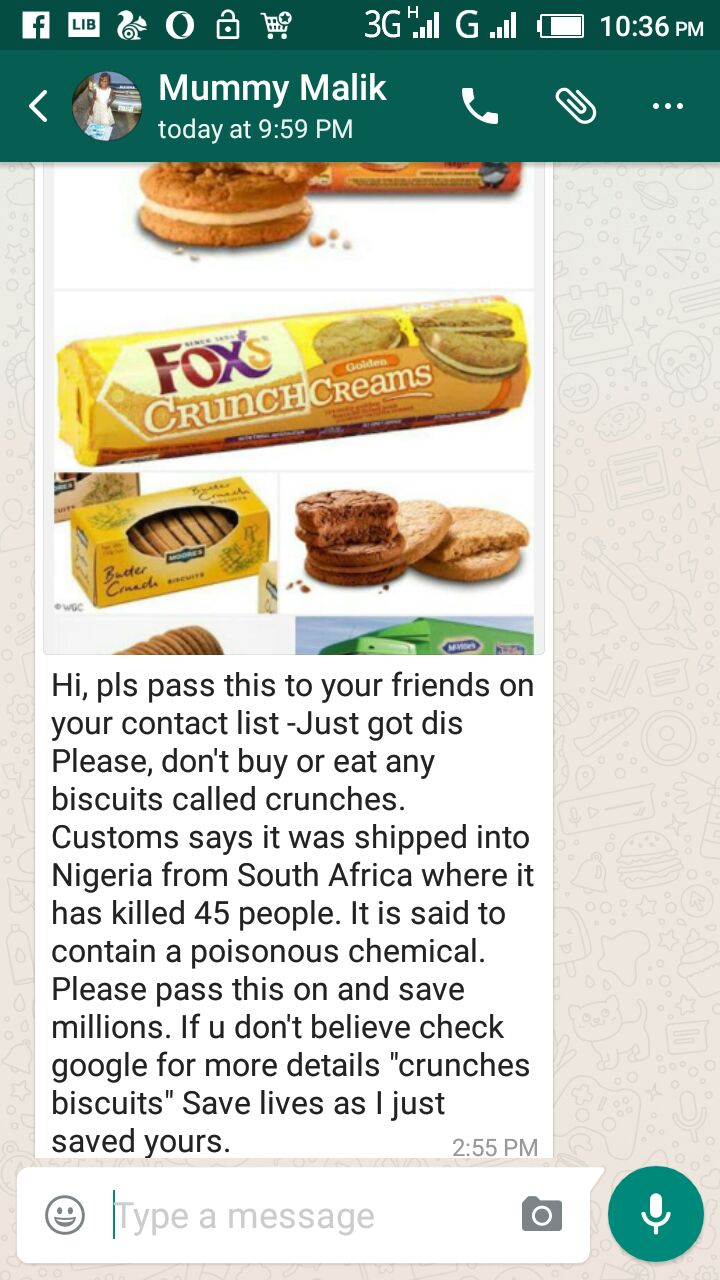 LIB
3G H G 10:36 PM
Mummy Malik
today at 9:59 PM
SINCE 1853
FOX'S
Golden
CRUNCH CREAMS
Butter
Crunch
MOORES
Butter
Crunch BISCUITS
© WGC
McVitie's
Hi, pls pass this to your friends on
your contact list -Just got dis
Please, don't buy or eat any
biscuits called crunches.
Customs says it was shipped into
Nigeria from South Africa where it
has killed 45 people. It is said to
contain a poisonous chemical.
Please pass this on and save
millions. If u don't believe check
google for more details "crunches
biscuits" Save lives as I just
saved yours.
2:55 PM
Type a message